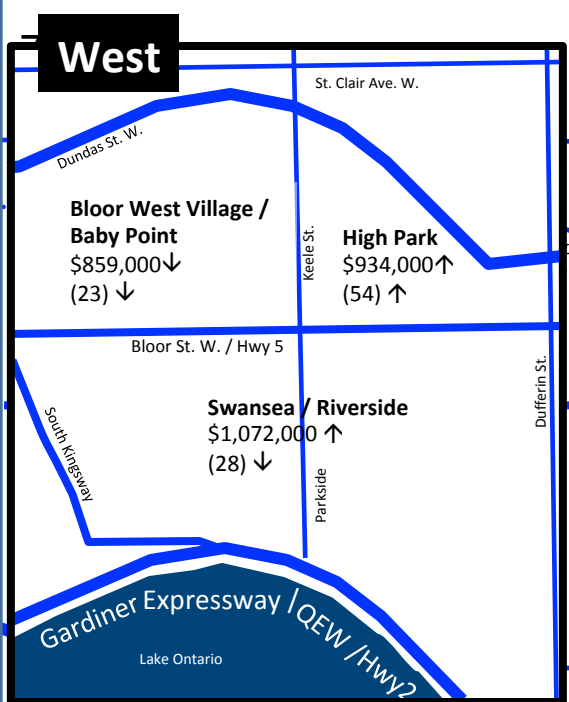 West
St. Clair Ave. W.
Dundas St. W.
Bloor West Village /
Baby Point
$859,000↓
(23) ↓
Keele St.
High Park
$934,000↑
(54) ↑
Bloor St. W. / Hwy 5
Dufferin St.
South Kingsway
Swansea / Riverside
$1,072,000 ↑
(28) ↓
Parkside
Gardiner Expressway / QEW /Hwy2
Lake Ontario